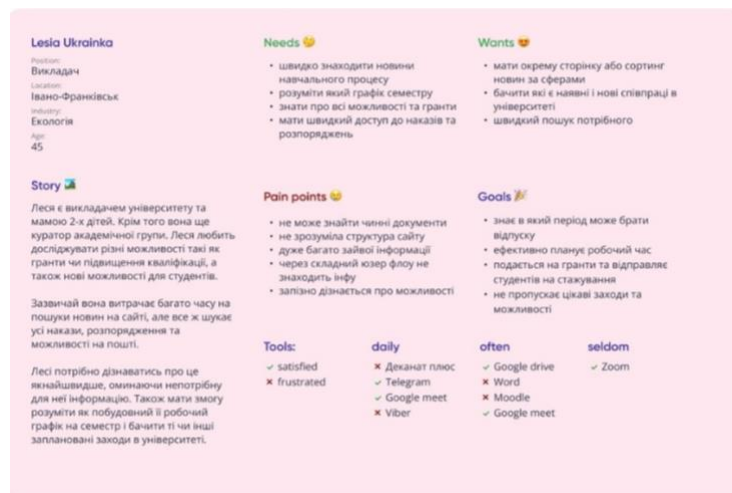 Lesia Ukrainka
Position:
Викладач
Location:
Івано-Франківськ
Industry:
Екологія
Age:
45
Needs 🤔
• швидко знаходити новини
навчального процесу
• розуміти який графік семестру
• знати про всі можливості та гранти
• мати швидкий доступ до наказів та
розпоряджень
Wants 😍
• мати окрему сторінку або сортинг
новин за сферами
• бачити які є наявні і нові співпраці в
університеті
• швидкий пошук потрібного
Story
Леся є викладачем університету та
мамою 2-х дітей. Крім того вона ще
куратор академічної групи. Леся любить
досліджувати різні можливості такі як
гранти чи підвищення кваліфікації, а
також нові можливості для студентів.
Зазвичай вона витрачає багато часу на
пошуки новин на сайті, але все ж шукає
усі накази, розпорядження та
можливості на пошті.
Лесі потрібно дізнаватись про це
якнайшвидше, оминаючи непотрібну
для неї інформацію. Також мати змогу
розуміти як побудовний її робочий
графік на семестр і бачити ті чи інші
заплановані заходи в університеті.
Pain points
• не може знайти чинні документи
• не зрозуміла структура сайту
• дуже багато зайвої інформації
• через складний юзер флоу не
знаходить інфу
• запізно дізнається про можливості
Goals 🎉
• знає в який період може брати
відпуску
• ефективно планує робочий час
• подається на гранти та відправляє
студентів на стажування
• не пропускає цікаві заходи та
можливості
Tools:
✓ satisfied
✗ frustrated
daily
✗ Деканат плюс
✓ Telegram
✓ Google meet
✗ Viber
often
✓ Google drive
✗ Word
✗ Moodle
✓ Google meet
seldom
✓ Zoom